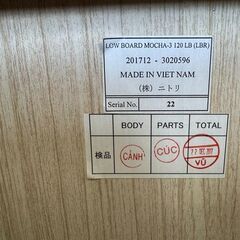 LOW BOARD MOCHA-3 120 LB (LBR)
201712 - 3020596
MADE IN VIET NAM
(株) ニトリ
Serial No. 22
BODY PARTS TOTAL
検品 CẢNH CÚC VŨ